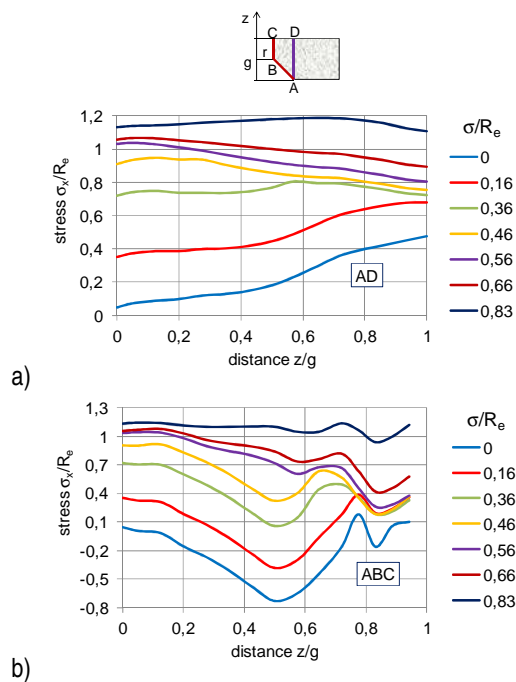 z
C D
r
g
B
A
1,2
1
0,8
0,6
0,4
0,2
0
stress σx/Re
0 0,2 0,4 0,6 0,8 1
distance z/g
AD
σ/Re
0
0,16
0,36
0,46
0,56
0,66
0,83
a)
1,3
1
0,7
0,4
0,1
-0,2
-0,5
-0,8
stress σx/Re
0 0,2 0,4 0,6 0,8 1
distance z/g
ABC
σ/Re
0
0,16
0,36
0,46
0,56
0,66
0,83
b)